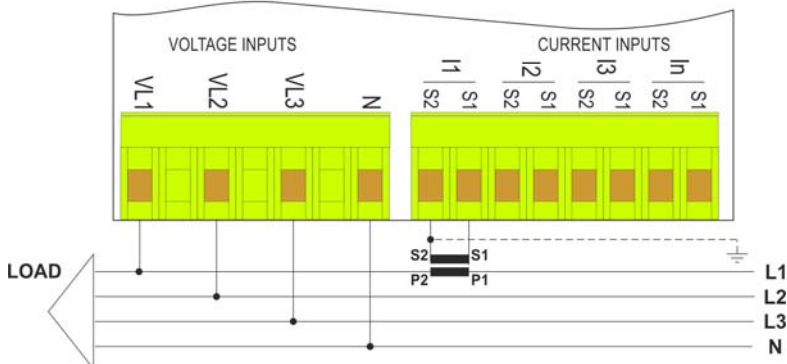 VOLTAGE INPUTS CURRENT INPUTS
I1 I2 I3 In
VL1 VL2 VL3 N S2 S1 S2 S1 S2 S1 S2 S1
S2 S1
LOAD P2 P1 L1
L2
L3
N